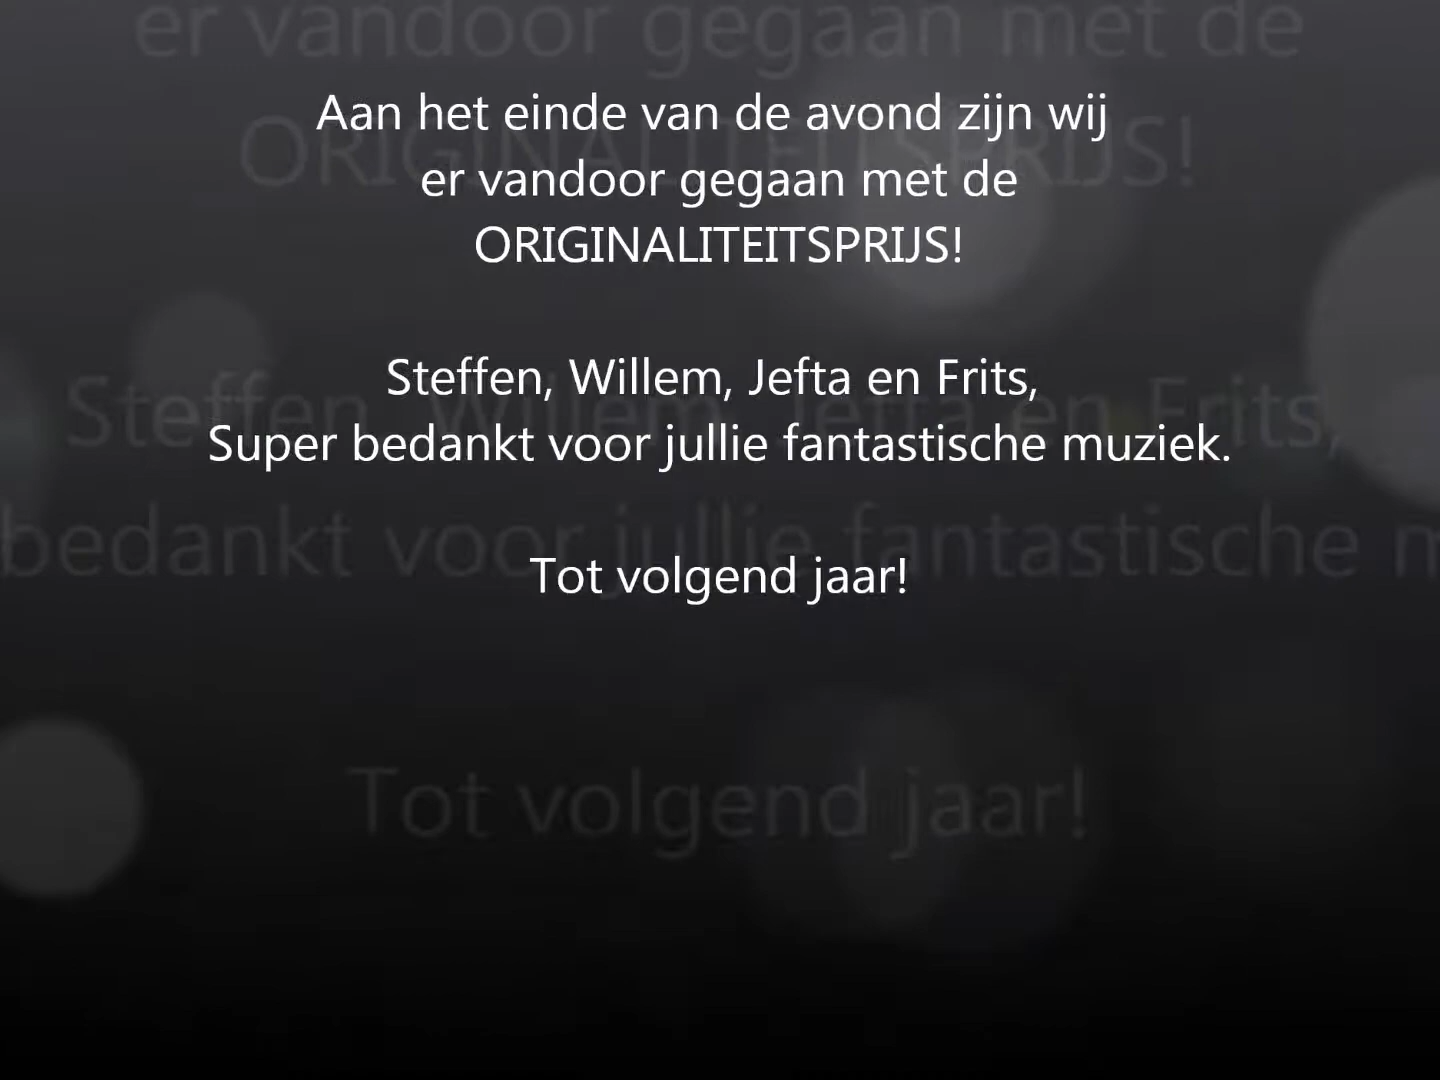 Aan het einde van de avond zijn wij
er vandoor gegaan met de
ORIGINALITEITSPRIJS!
Steffen, Willem, Jefta en Frits,
Super bedankt voor jullie fantastische muziek.
Tot volgend jaar!